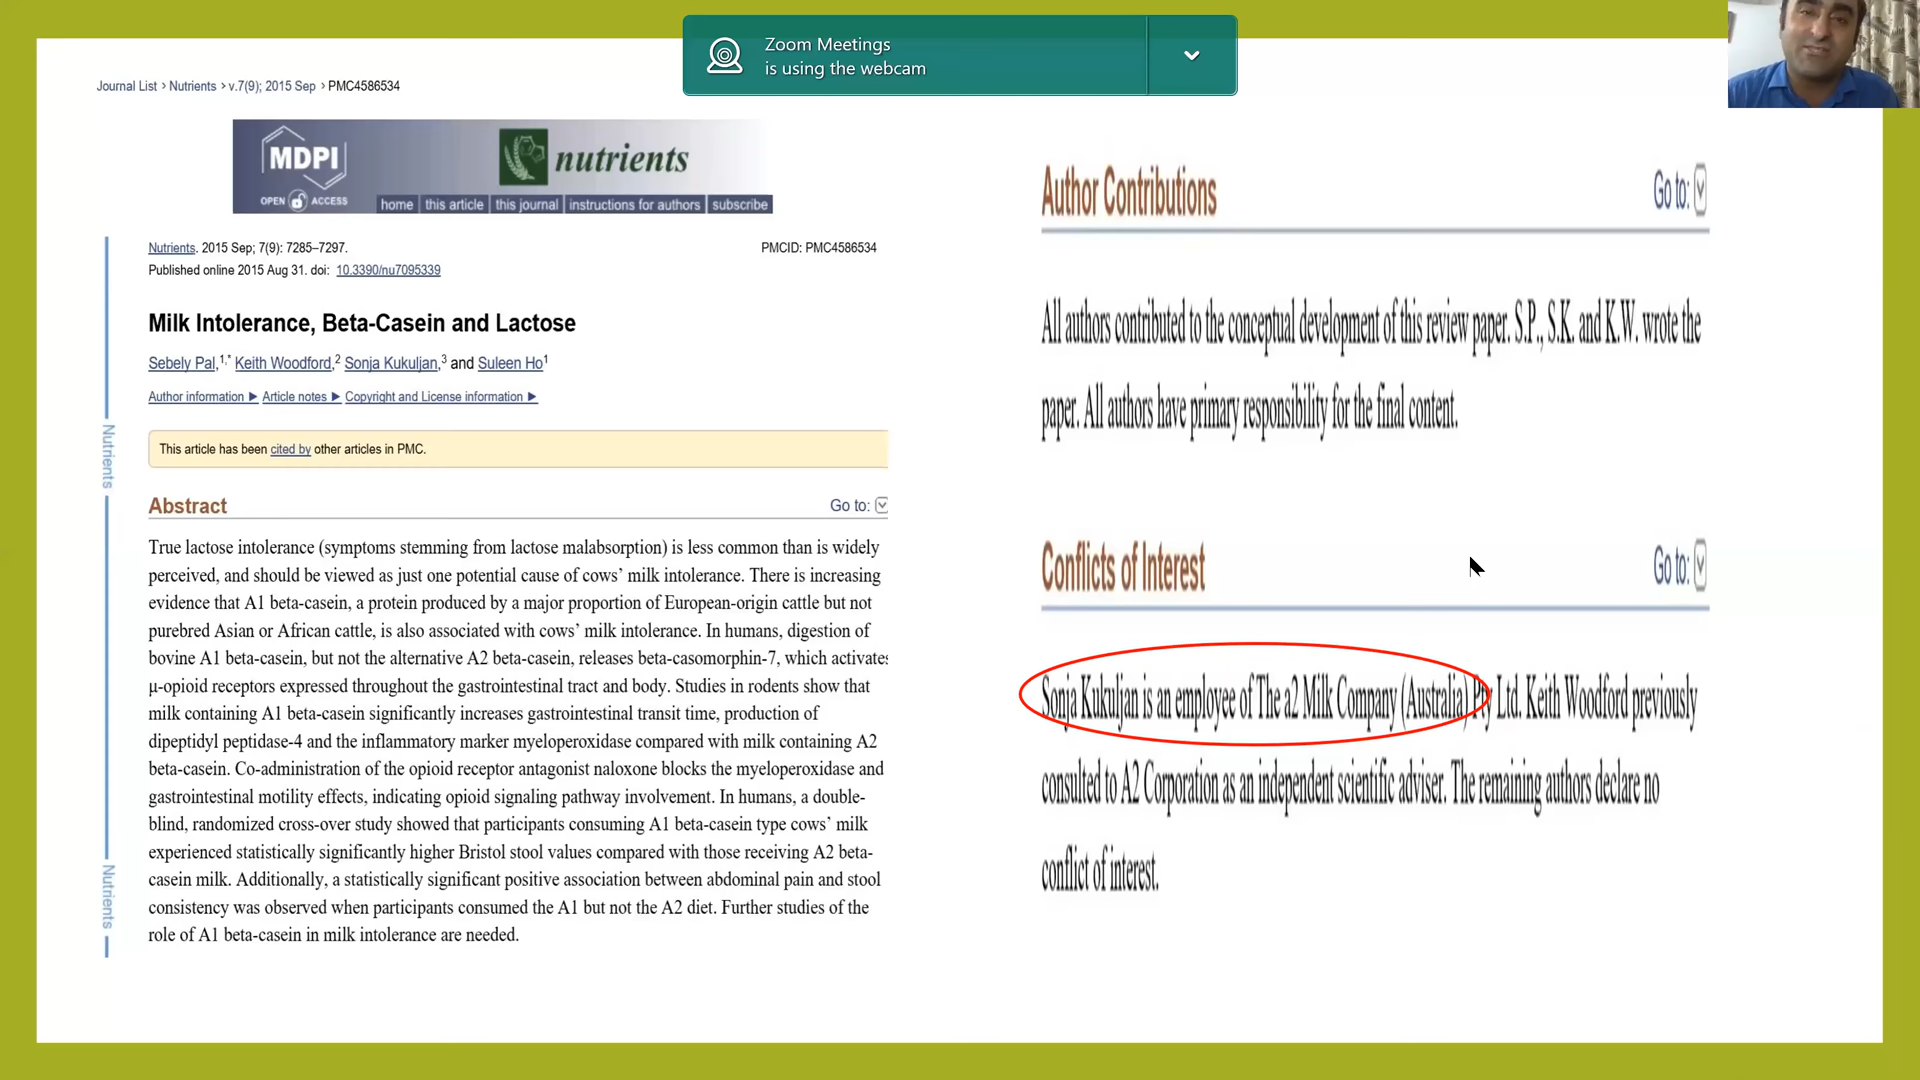 Zoom Meetings
is using the webcam
Journal List › Nutrients › v.7(9); 2015 Sep › PMC4586534
MDPI
OPEN ACCESS
nutrients
home | this article | this journal | instructions for authors | subscribe
Nutrients. 2015 Sep; 7(9): 7285–7297.
PMCID: PMC4586534
Published online 2015 Aug 31. doi: 10.3390/nu7095339
Milk Intolerance, Beta-Casein and Lactose
Sebely Pal,1,* Keith Woodford,2 Sonja Kukuljan,3 and Suleen Ho1
Author information ▶ Article notes ▶ Copyright and License information ▶
This article has been cited by other articles in PMC.
Abstract
Go to:
True lactose intolerance (symptoms stemming from lactose malabsorption) is less common than is widely
perceived, and should be viewed as just one potential cause of cows’ milk intolerance. There is increasing
evidence that A1 beta-casein, a protein produced by a major proportion of European-origin cattle but not
purebred Asian or African cattle, is also associated with cows’ milk intolerance. In humans, digestion of
bovine A1 beta-casein, but not the alternative A2 beta-casein, releases beta-casomorphin-7, which activates
μ-opioid receptors expressed throughout the gastrointestinal tract and body. Studies in rodents show that
milk containing A1 beta-casein significantly increases gastrointestinal transit time, production of
dipeptidyl peptidase-4 and the inflammatory marker myeloperoxidase compared with milk containing A2
beta-casein. Co-administration of the opioid receptor antagonist naloxone blocks the myeloperoxidase and
gastrointestinal motility effects, indicating opioid signaling pathway involvement. In humans, a double-
blind, randomized cross-over study showed that participants consuming A1 beta-casein type cows’ milk
experienced statistically significantly higher Bristol stool values compared with those receiving A2 beta-
casein milk. Additionally, a statistically significant positive association between abdominal pain and stool
consistency was observed when participants consumed the A1 but not the A2 diet. Further studies of the
role of A1 beta-casein in milk intolerance are needed.
Nutrients
Nutrients
Author Contributions
Go to:
All authors contributed to the conceptual development of this review paper. S.P., S.K. and K.W. wrote the
paper. All authors have primary responsibility for the final content.
Conflicts of Interest
Go to:
Sonja Kukuljan is an employee of The a2 Milk Company (Australia) Pty Ltd. Keith Woodford previously
consulted to A2 Corporation as an independent scientific adviser. The remaining authors declare no
conflict of interest.